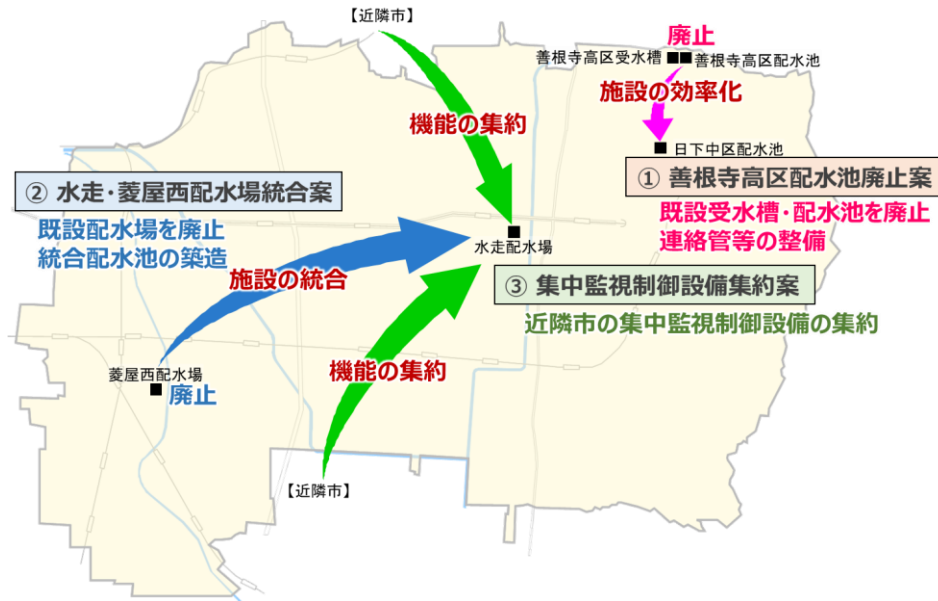 【近隣市】
廃止
善根寺高区受水槽
善根寺高区配水池
施設の効率化
機能の集約
日下中区配水池
① 善根寺高区配水池廃止案
既設受水槽・配水池を廃止
連絡管等の整備
② 水走・菱屋西配水場統合案
既設配水場を廃止
統合配水池の築造
施設の統合
水走配水場
③ 集中監視制御設備集約案
近隣市の集中監視制御設備の集約
機能の集約
菱屋西配水場
廃止
【近隣市】